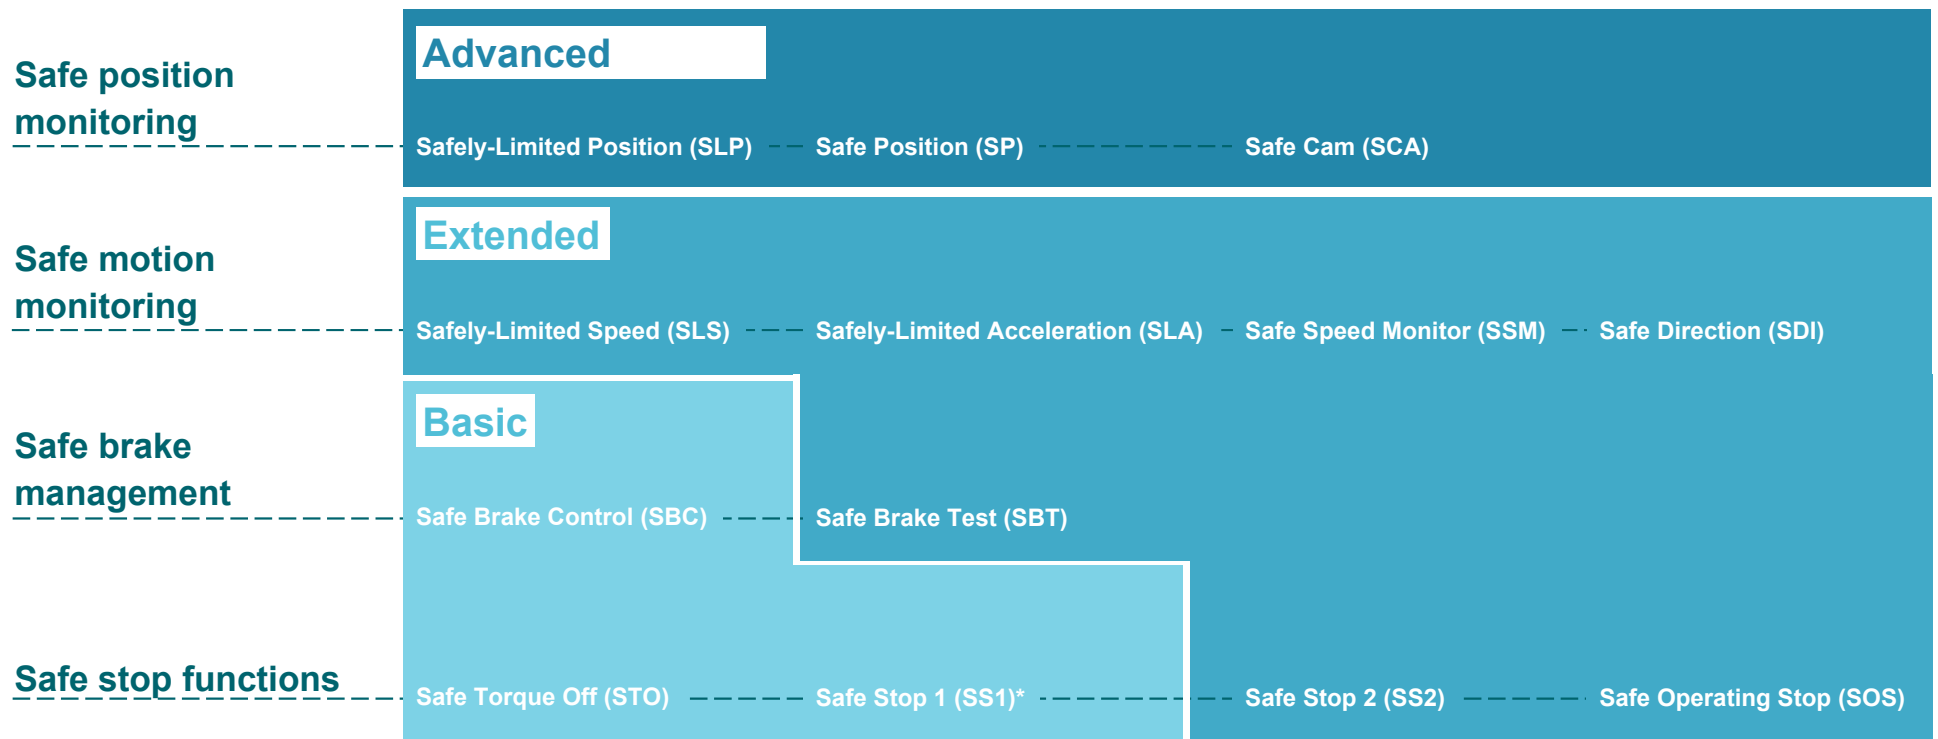 Advanced
Safe position
monitoring
Safely-Limited Position (SLP) Safe Position (SP) Safe Cam (SCA)
Extended
Safe motion
monitoring
Safely-Limited Speed (SLS) Safely-Limited Acceleration (SLA) Safe Speed Monitor (SSM) Safe Direction (SDI)
Basic
Safe brake
management
Safe Brake Control (SBC) Safe Brake Test (SBT)
Safe stop functions
Safe Torque Off (STO) Safe Stop 1 (SS1)* Safe Stop 2 (SS2) Safe Operating Stop (SOS)